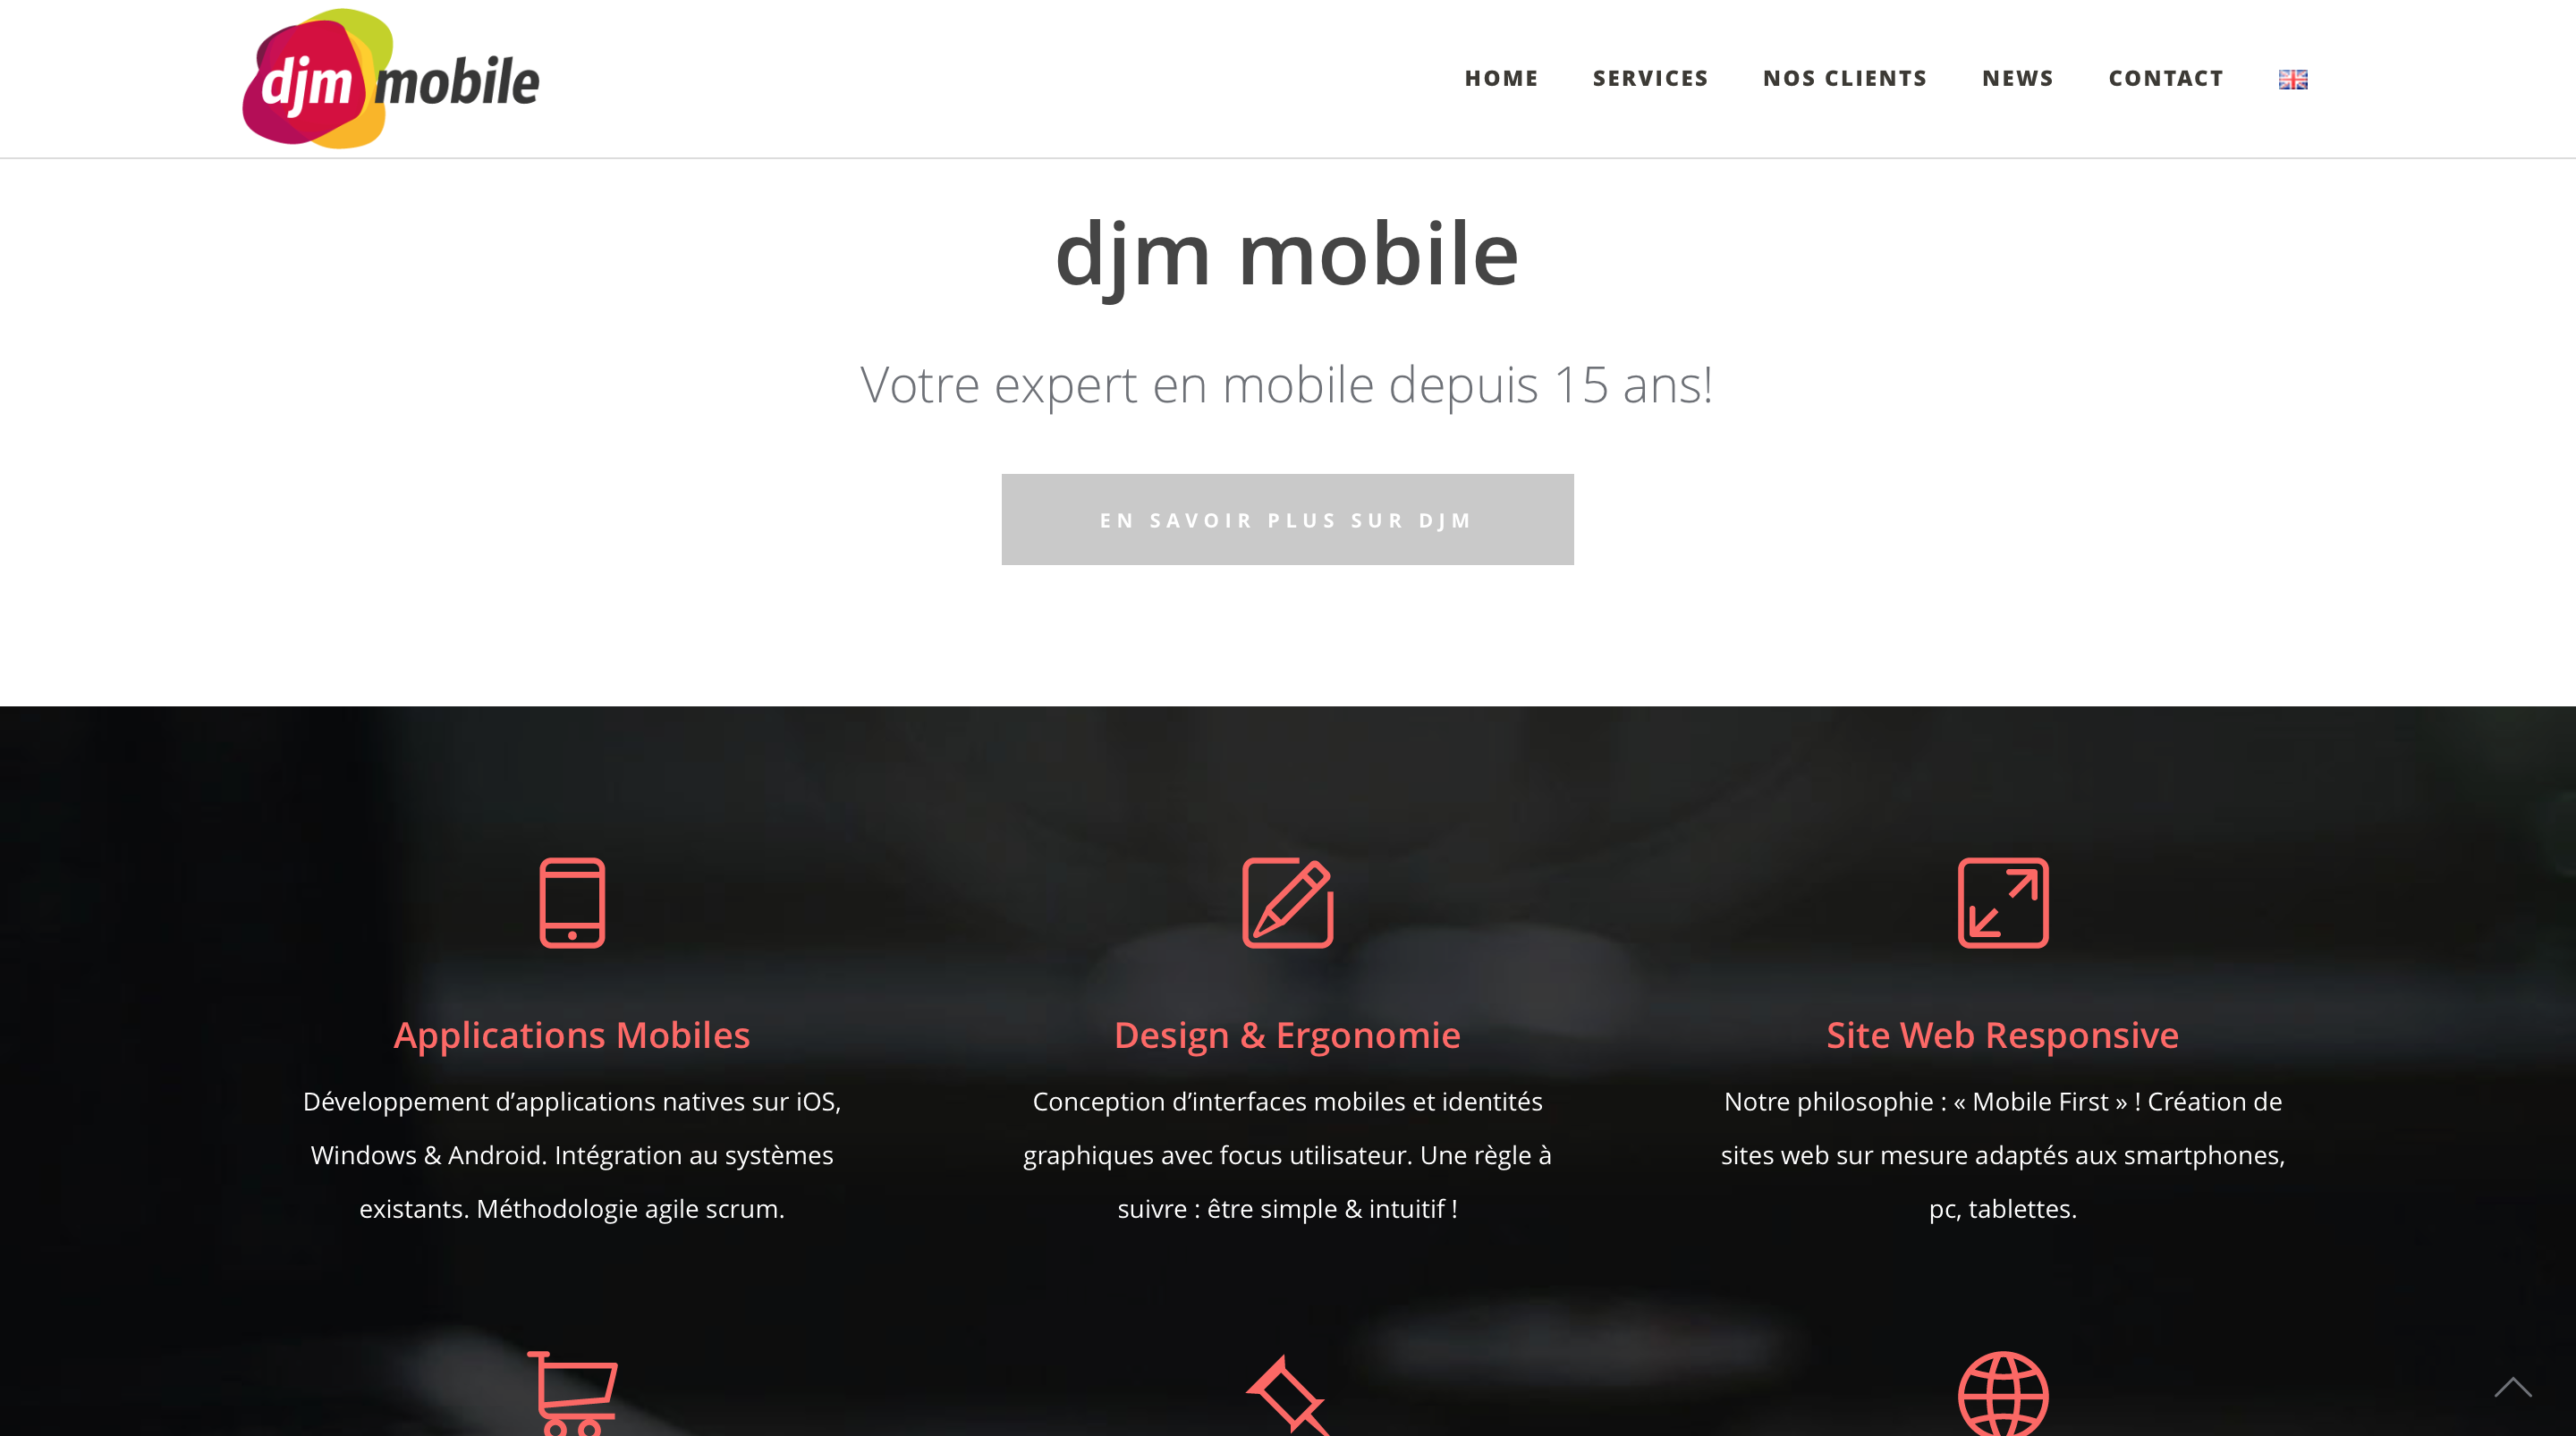 djm mobile
HOME SERVICES NOS CLIENTS NEWS CONTACT
djm mobile
Votre expert en mobile depuis 15 ans!
EN SAVOIR PLUS SUR DJM
Applications Mobiles
Développement d’applications natives sur iOS,
Windows & Android. Intégration au systèmes
existants. Méthodologie agile scrum.
Design & Ergonomie
Conception d’interfaces mobiles et identités
graphiques avec focus utilisateur. Une règle à
suivre : être simple & intuitif !
Site Web Responsive
Notre philosophie : « Mobile First » ! Création de
sites web sur mesure adaptés aux smartphones,
pc, tablettes.